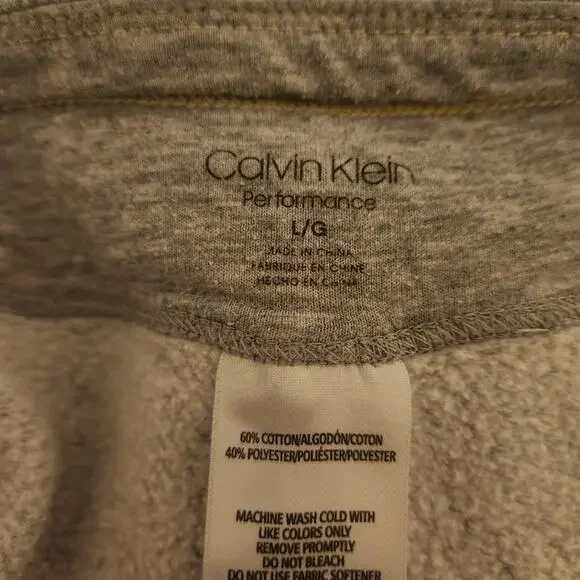 Calvin Klein
Performance
L/G
MADE IN CHINA
FABRIQUE EN CHINE
HECHO EN CHINA
60% COTTON/ALGODÓN/COTON
40% POLYESTER/POLIÉSTER/POLYESTER
MACHINE WASH COLD WITH
LIKE COLORS ONLY
REMOVE PROMPTLY
DO NOT BLEACH
DO NOT USE FABRIC SOFTENER